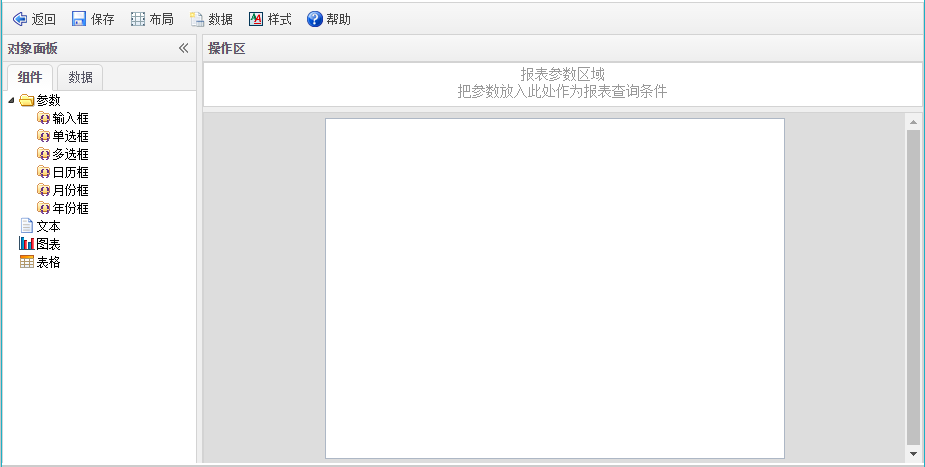 返回 保存 布局 数据 样式 帮助
对象面板
操作区
组件 数据
报表参数区域
把参数放入此处作为报表查询条件
参数
输入框
单选框
多选框
日历框
月份框
年份框
文本
图表
表格